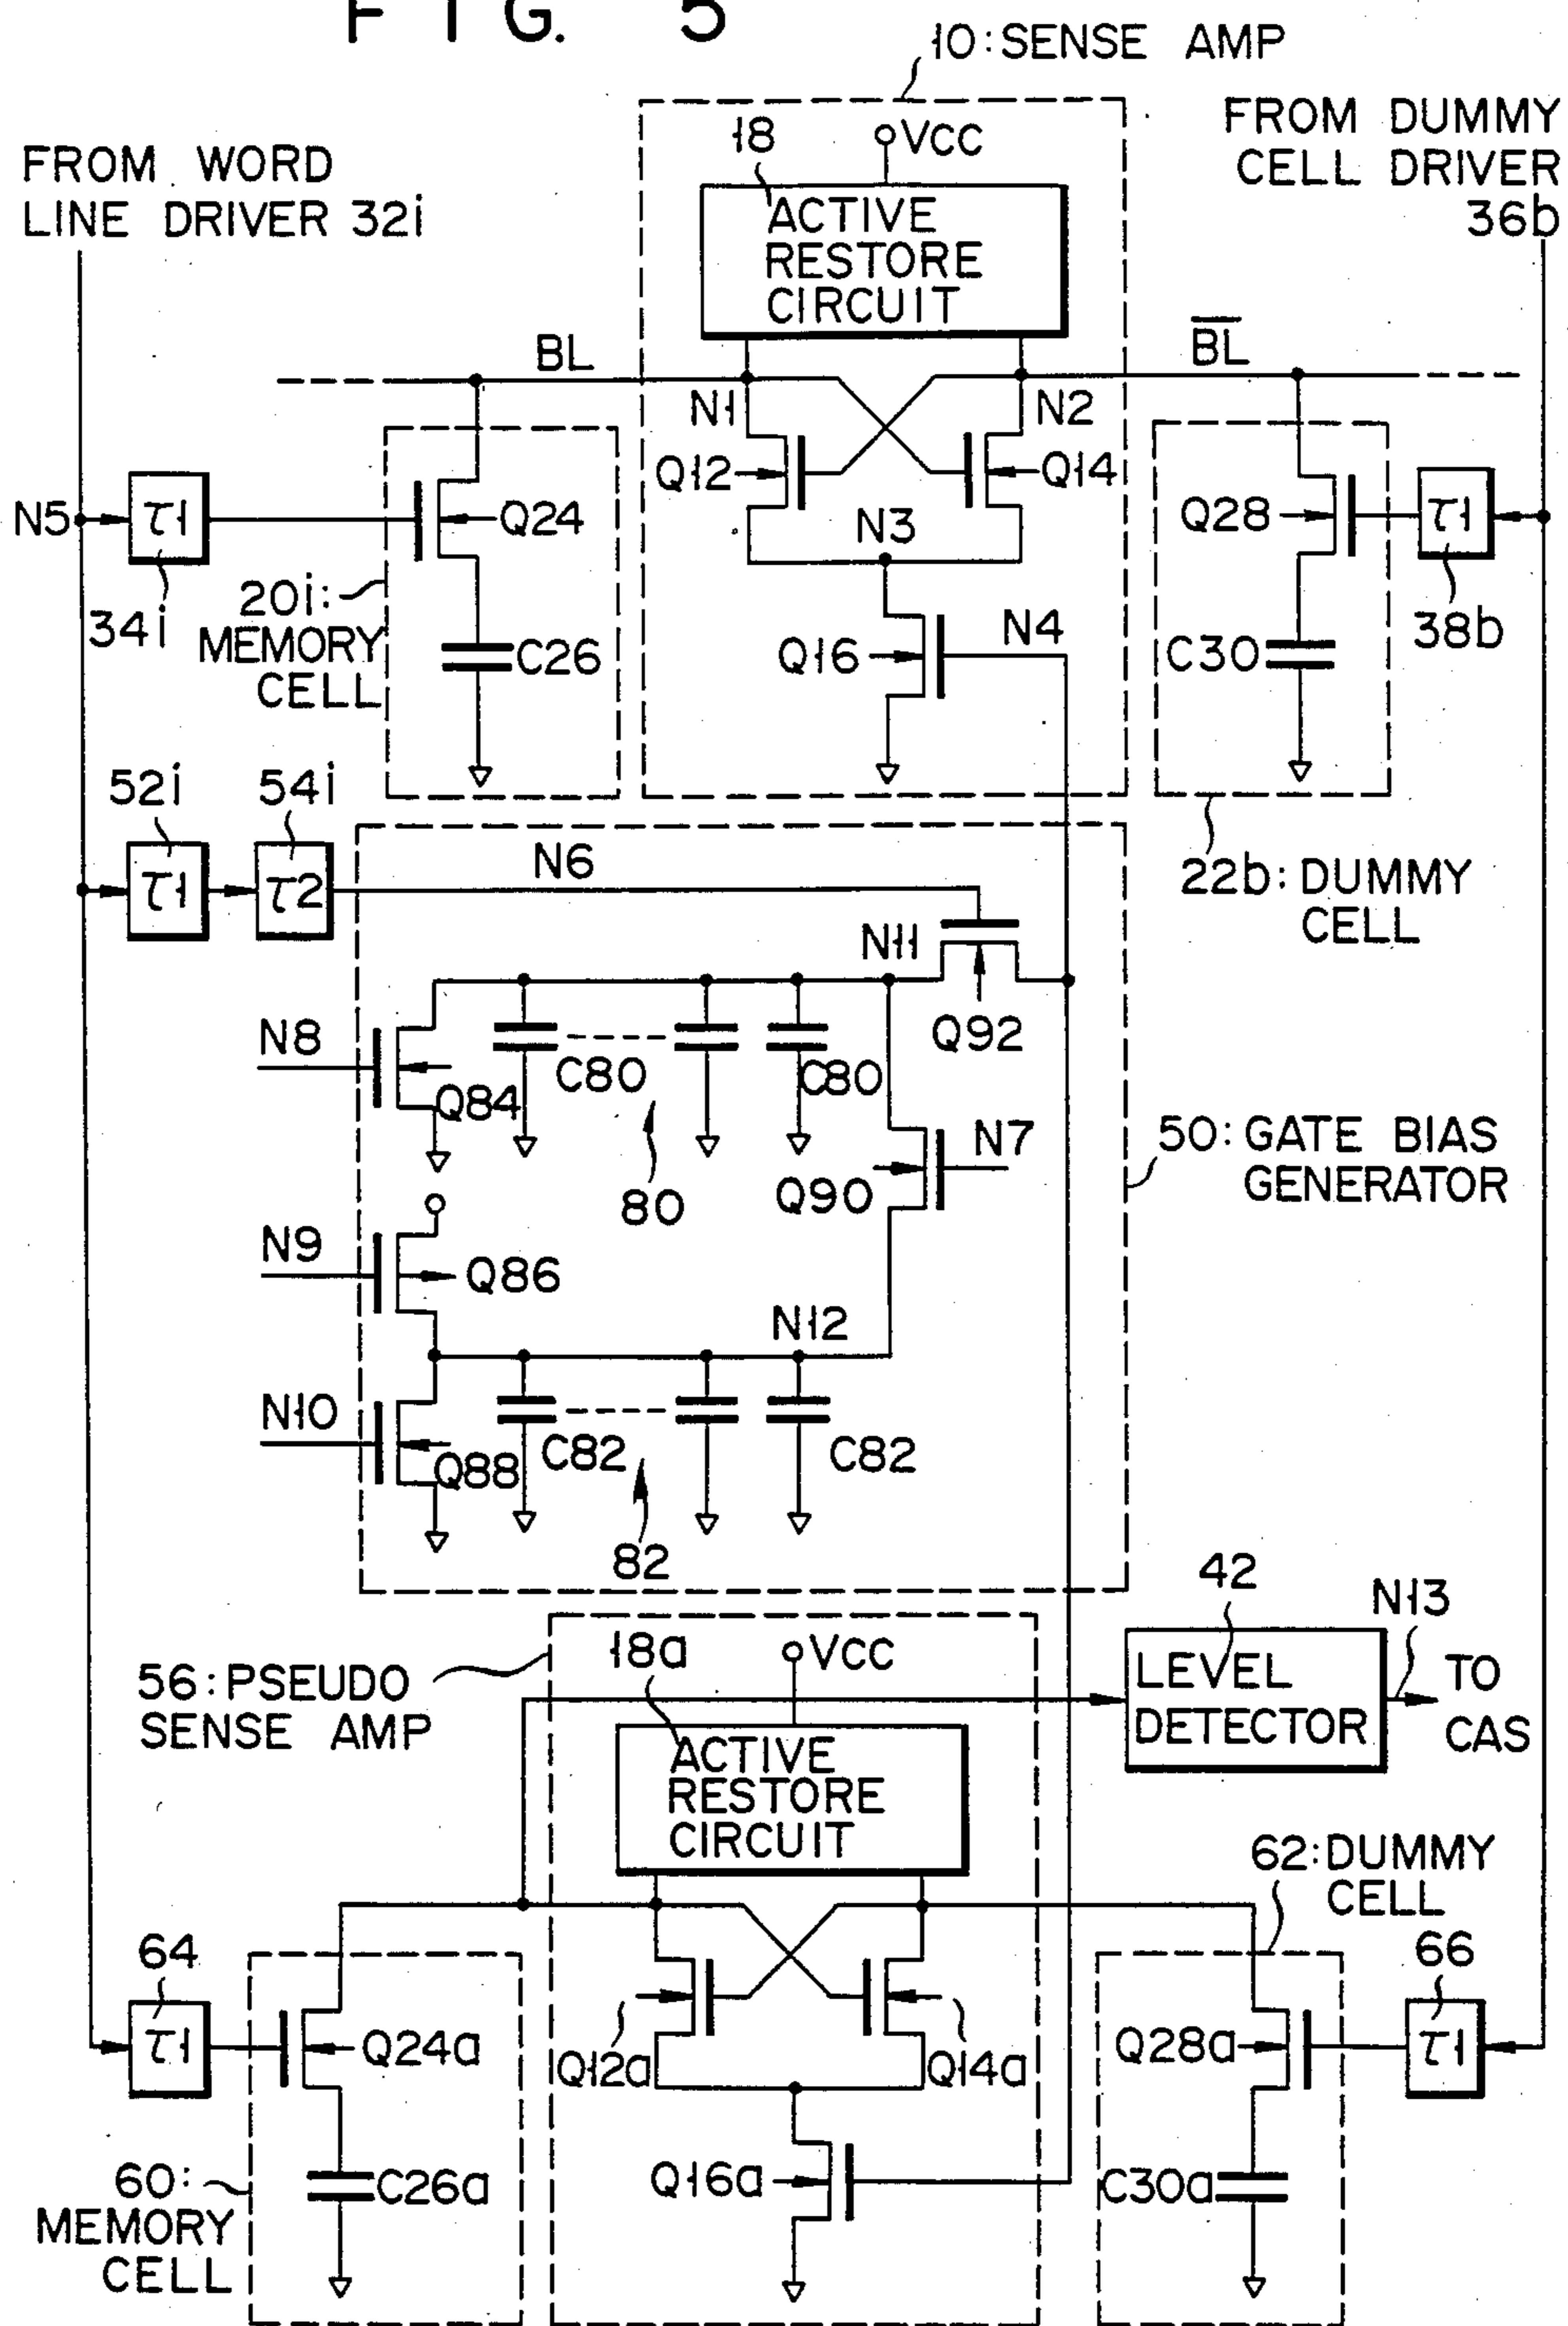 FIG. 5
10:SENSE AMP
FROM WORD
LINE DRIVER 32i
18
VCC
FROM DUMMY
CELL DRIVER
36b
ACTIVE
RESTORE
CIRCUIT
BL
B̅L̅
N1
N2
Q12
Q14
N5
τ1
Q24
N3
Q28
τ1
34i
20i:
MEMORY
CELL
C26
Q16
N4
C30
38b
52i
54i
22b:DUMMY
CELL
τ1
τ2
N6
N11
Q92
N8
Q84
C80
C80
80
N7
Q90
50:GATE BIAS
GENERATOR
N9
Q86
N12
N10
Q88
C82
C82
82
42
N13
56:PSEUDO
SENSE AMP
18a
VCC
LEVEL
DETECTOR
TO
CAS
ACTIVE
RESTORE
CIRCUIT
62:DUMMY
CELL
64
66
τ1
Q24a
Q12a
Q14a
Q28a
τ1
60:
MEMORY
CELL
C26a
Q16a
C30a